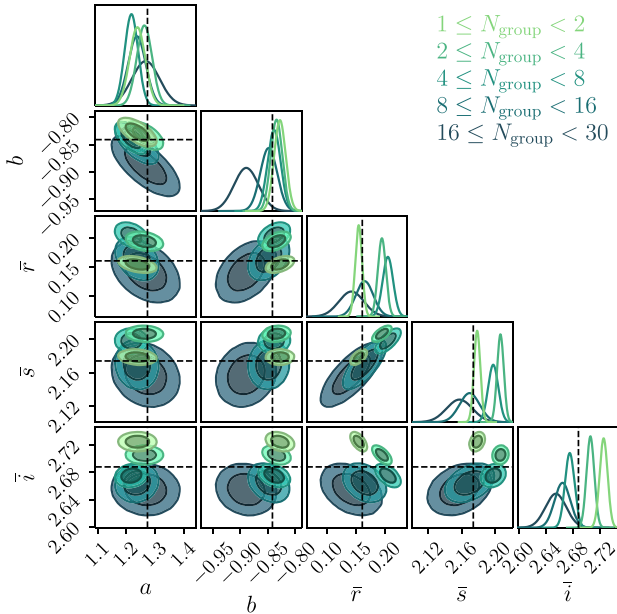 1 ≤ N_group < 2
2 ≤ N_group < 4
4 ≤ N_group < 8
8 ≤ N_group < 16
16 ≤ N_group < 30
−0.80
−0.85
−0.90
−0.95
b
0.20
0.15
0.10
r̄
2.20
2.16
2.12
s̄
2.72
2.68
2.64
2.60
ī
1.1 1.2 1.3 1.4
−0.95 −0.90 −0.85 −0.80
0.10 0.15 0.20
2.12 2.16 2.20
2.60 2.64 2.68 2.72
a b r̄ s̄ ī